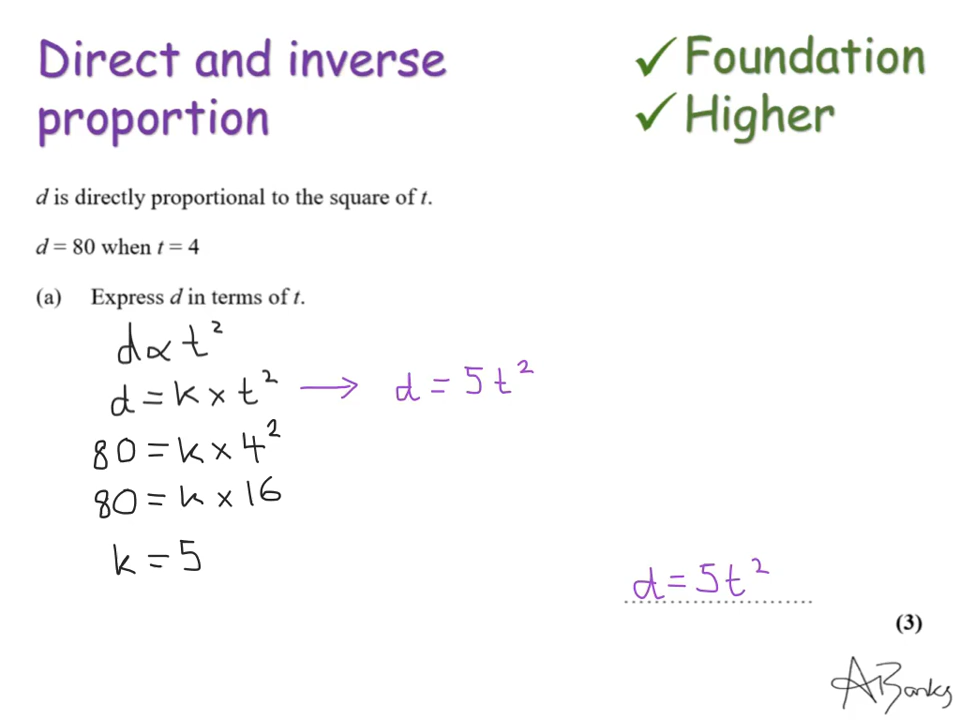 Direct and inverse
proportion
✓ Foundation
✓ Higher
d is directly proportional to the square of t.
d = 80 when t = 4
(a) Express d in terms of t.
d ∝ t²
d = k × t² → d = 5t²
80 = k × 4²
80 = k × 16
k = 5
d = 5t²
(3)
A Banks